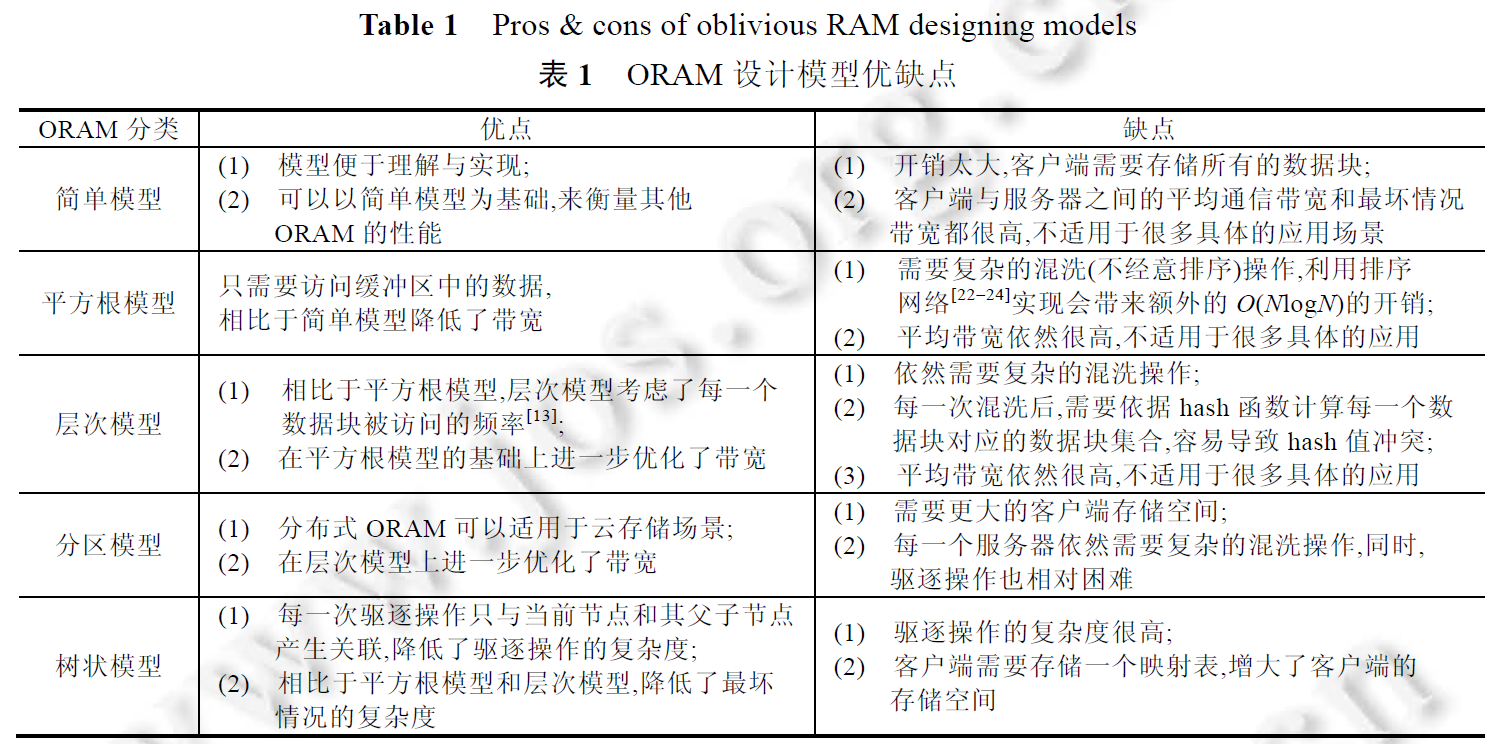 Table 1 Pros & cons of oblivious RAM designing models
表 1 ORAM 设计模型优缺点
ORAM 分类 优点 缺点
简单模型
(1) 模型便于理解与实现;
(2) 可以以简单模型为基础,来衡量其他
ORAM 的性能
(1) 开销太大,客户端需要存储所有的数据块;
(2) 客户端与服务器之间的平均通信带宽和最坏情况
带宽都很高,不适用于很多具体的应用场景
平方根模型
只需要访问缓冲区中的数据,
相比于简单模型降低了带宽
(1) 需要复杂的混洗(不经意排序)操作,利用排序
网络[22–24]实现会带来额外的 O(NlogN)的开销;
(2) 平均带宽依然很高,不适用于很多具体的应用
层次模型
(1) 相比于平方根模型,层次模型考虑了每一个
数据块被访问的频率[13];
(2) 在平方根模型的基础上进一步优化了带宽
(1) 依然需要复杂的混洗操作;
(2) 每一次混洗后,需要依据 hash 函数计算每一个数
据块对应的数据块集合,容易导致 hash 值冲突;
(3) 平均带宽依然很高,不适用于很多具体的应用
分区模型
(1) 分布式 ORAM 可以适用于云存储场景;
(2) 在层次模型上进一步优化了带宽
(1) 需要更大的客户端存储空间;
(2) 每一个服务器依然需要复杂的混洗操作,同时,
驱逐操作也相对困难
树状模型
(1) 每一次驱逐操作只与当前节点和其父子节点
产生关联,降低了驱逐操作的复杂度;
(2) 相比于平方根模型和层次模型,降低了最坏
情况的复杂度
(1) 驱逐操作的复杂度很高;
(2) 客户端需要存储一个映射表,增大了客户端的
存储空间
www.jos.org.cn